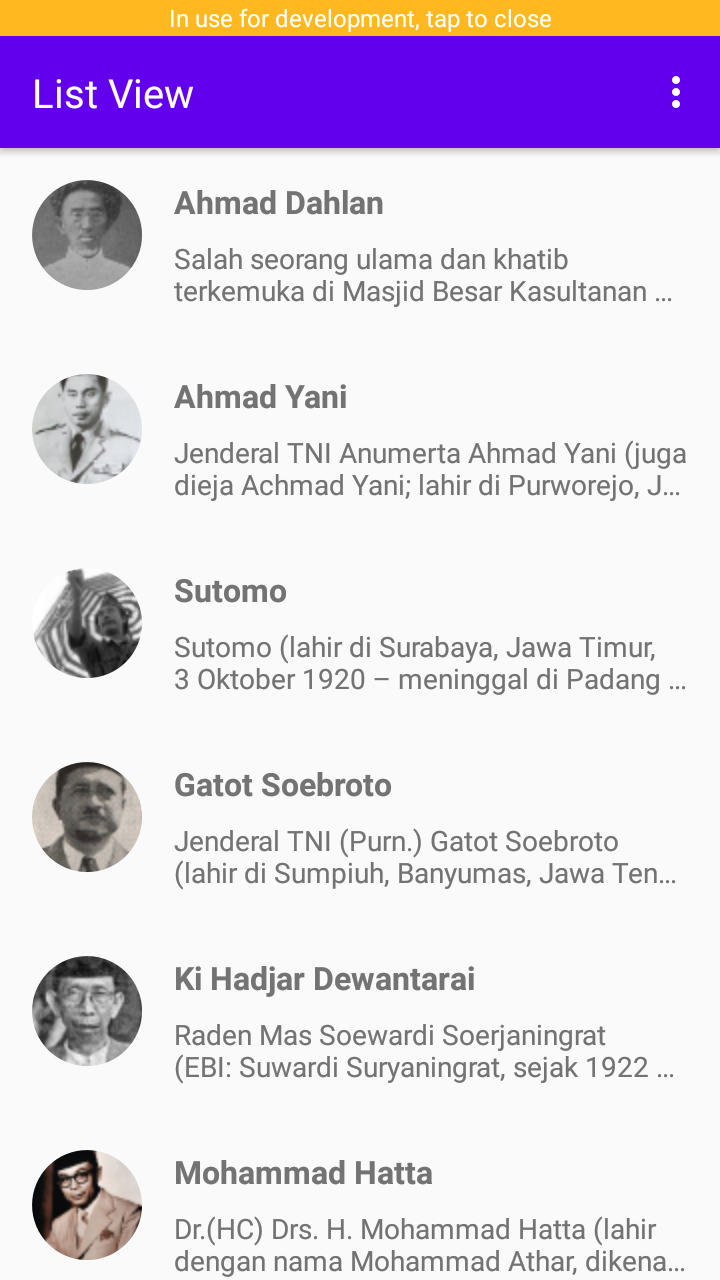 In use for development, tap to close
List View
Ahmad Dahlan
Salah seorang ulama dan khatib
terkemuka di Masjid Besar Kasultanan ...
Ahmad Yani
Jenderal TNI Anumerta Ahmad Yani (juga
dieja Achmad Yani; lahir di Purworejo, J...
Sutomo
Sutomo (lahir di Surabaya, Jawa Timur,
3 Oktober 1920 – meninggal di Padang ...
Gatot Soebroto
Jenderal TNI (Purn.) Gatot Soebroto
(lahir di Sumpiuh, Banyumas, Jawa Ten...
Ki Hadjar Dewantarai
Raden Mas Soewardi Soerjaningrat
(EBI: Suwardi Suryaningrat, sejak 1922 ...
Mohammad Hatta
Dr.(HC) Drs. H. Mohammad Hatta (lahir
dengan nama Mohammad Athar, dikena...